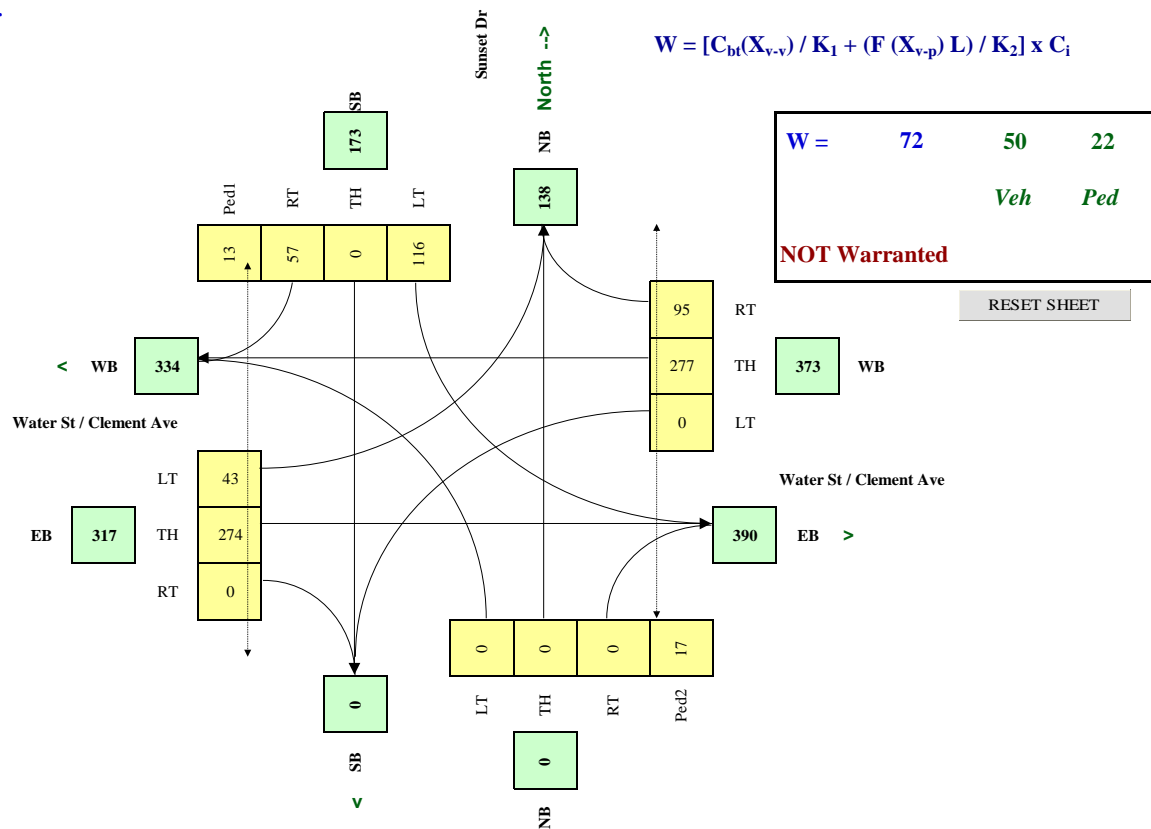 Sunset Dr
North -->
W = [Cbt(Xv-v) / K1 + (F (Xv-p) L) / K2] x Ci
SB
173
NB
138
W = 72 50 22
Veh Ped
NOT Warranted
RESET SHEET
Ped1 RT TH LT
13 57 0 116
95 RT
277 TH 373 WB
0 LT
< WB 334
Water St / Clement Ave
LT 43
EB 317 TH 274
RT 0
Water St / Clement Ave
390 EB >
0 0 0 17
LT TH RT Ped2
0
SB
v
0
NB